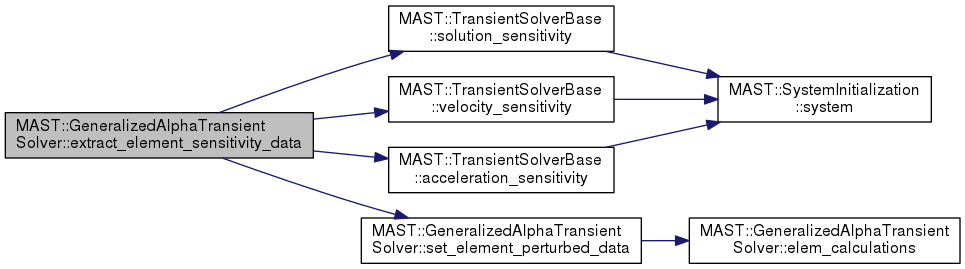 MAST::GeneralizedAlphaTransient
Solver::extract_element_sensitivity_data
MAST::TransientSolverBase
::solution_sensitivity
MAST::TransientSolverBase
::velocity_sensitivity
MAST::TransientSolverBase
::acceleration_sensitivity
MAST::GeneralizedAlphaTransient
Solver::set_element_perturbed_data
MAST::SystemInitialization
::system
MAST::GeneralizedAlphaTransient
Solver::elem_calculations